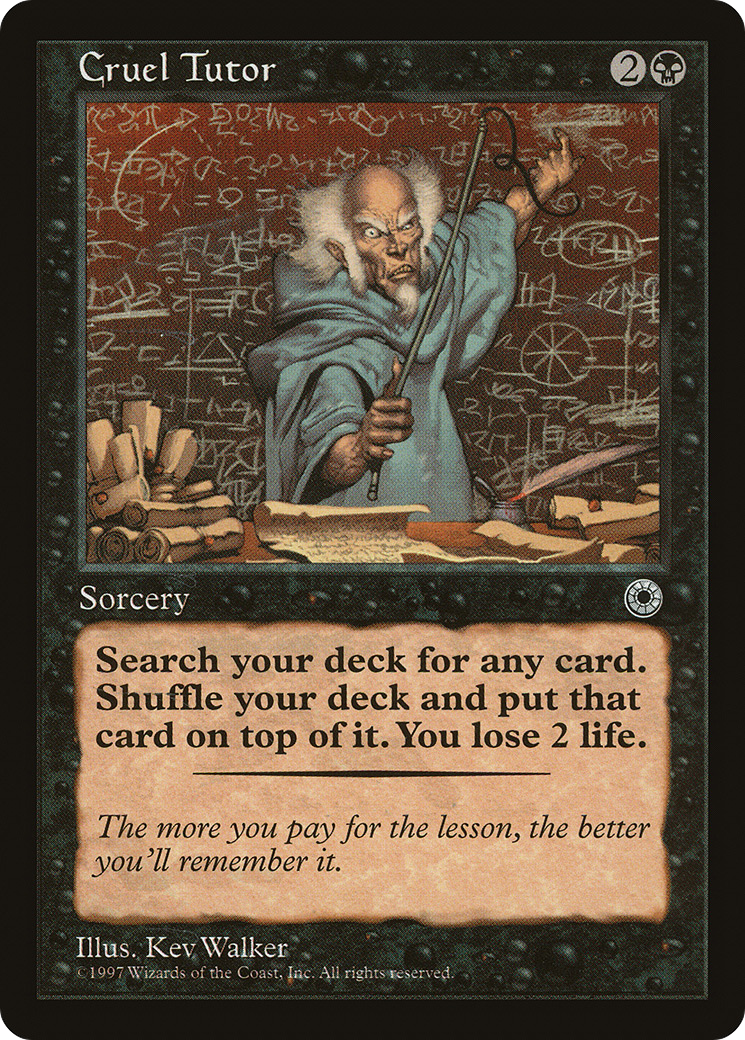 Cruel Tutor 2
Sorcery
Search your deck for any card.
Shuffle your deck and put that
card on top of it. You lose 2 life.
The more you pay for the lesson, the better
you'll remember it.
Illus. Kev Walker
©1997 Wizards of the Coast, Inc. All rights reserved.